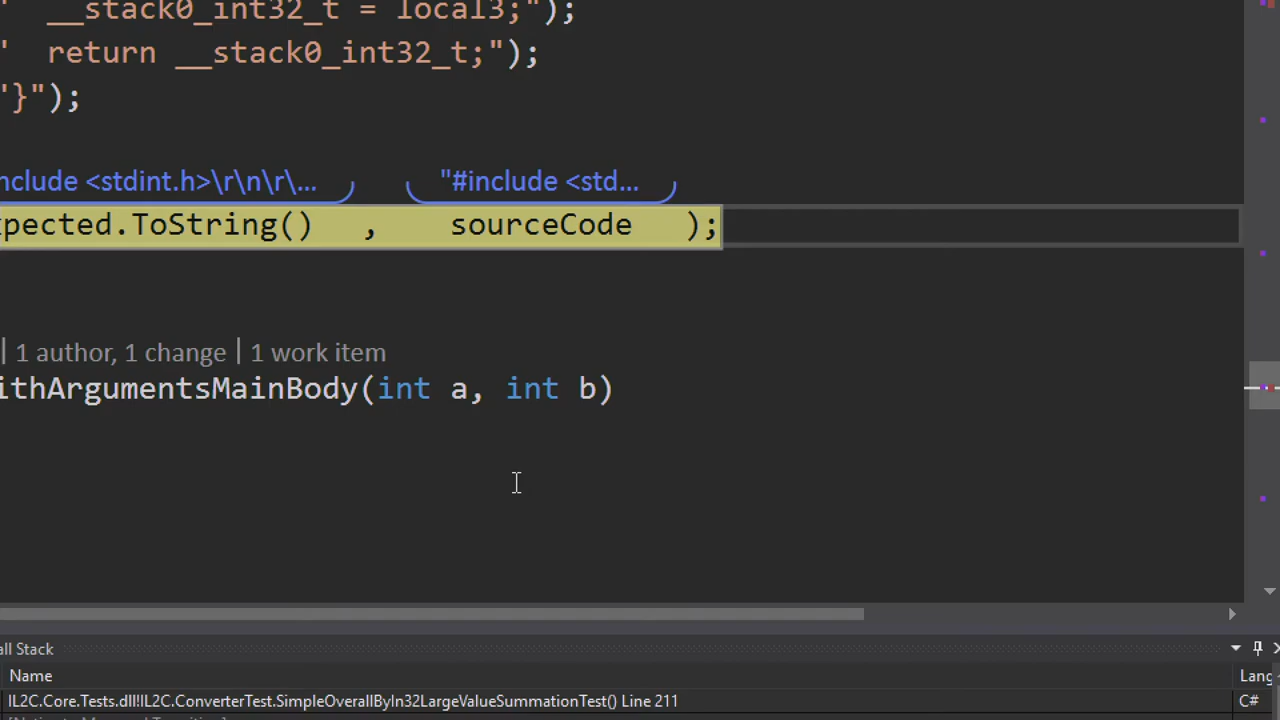 " __stack0_int32_t = local3;");
" return __stack0_int32_t;");
"}");
nclude <stdint.h>\r\n\r\... "#include <std...
pected.ToString() , sourceCode );
| 1 author, 1 change | 1 work item
ithArgumentsMainBody(int a, int b)
all Stack
Name Lang
IL2C.Core.Tests.dll!IL2C.ConverterTest.SimpleOverallByIn32LargeValueSummationTest() Line 211 C#